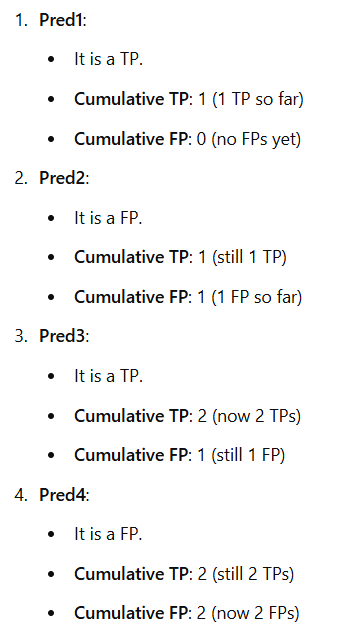 1. Pred1:
• It is a TP.
• Cumulative TP: 1 (1 TP so far)
• Cumulative FP: 0 (no FPs yet)
2. Pred2:
• It is a FP.
• Cumulative TP: 1 (still 1 TP)
• Cumulative FP: 1 (1 FP so far)
3. Pred3:
• It is a TP.
• Cumulative TP: 2 (now 2 TPs)
• Cumulative FP: 1 (still 1 FP)
4. Pred4:
• It is a FP.
• Cumulative TP: 2 (still 2 TPs)
• Cumulative FP: 2 (now 2 FPs)